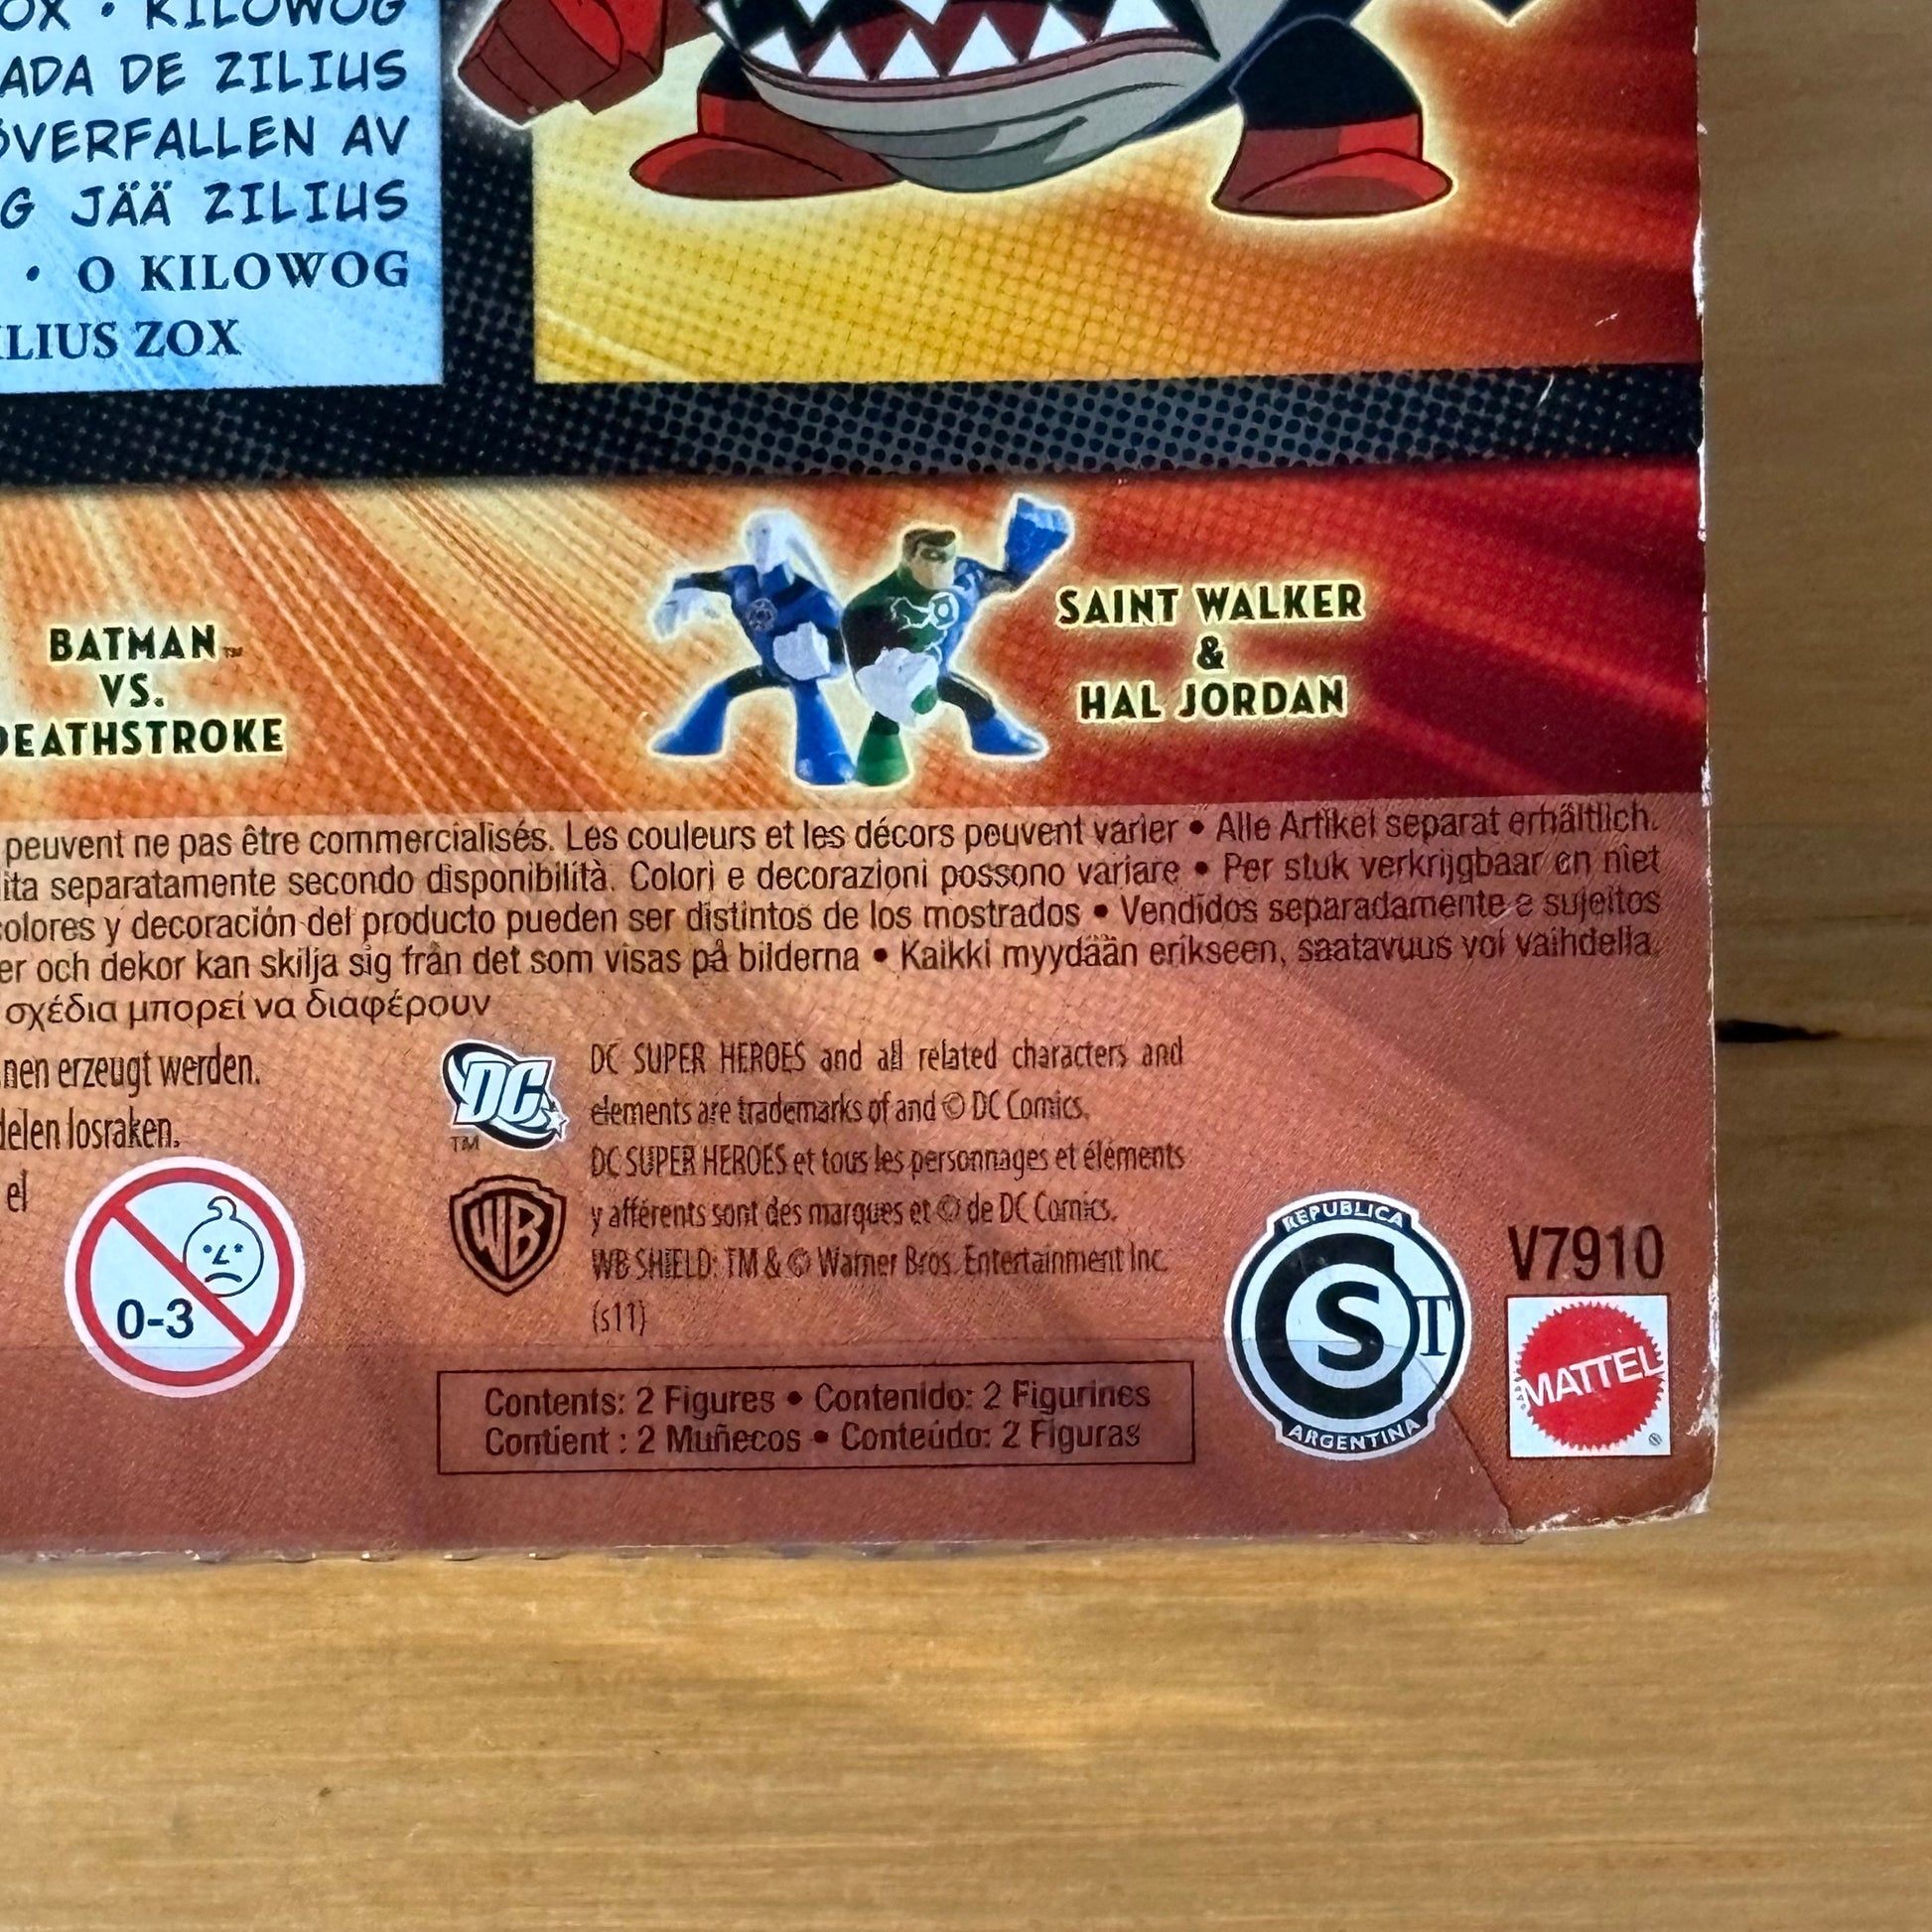 OX • KILOWOG
ADA DE ZILIUS
ÖVERFALLEN AV
G JÄÄ ZILIUS
• O KILOWOG
ILIUS ZOX
BATMAN™
VS.
DEATHSTROKE
SAINT WALKER
&
HAL JORDAN
peuvent ne pas être commercialisés. Les couleurs et les décors peuvent varier • Alle Artikel separat erhältlich.
ita separatamente secondo disponibilità. Colori e decorazioni possono variare • Per stuk verkrijgbaar en niet
colores y decoración del producto pueden ser distintos de los mostrados • Vendidos separadamente e sujeitos
er och dekor kan skilja sig från det som visas på bilderna • Kaikki myydään erikseen, saatavuus voi vaihdella.
σχέδια μπορεί να διαφέρουν
nen erzeugt werden.
delen losraken.
el
0-3
DC
TM
WB
DC SUPER HEROES and all related characters and
elements are trademarks of and © DC Comics.
DC SUPER HEROES et tous les personnages et éléments
y afférents sont des marques et © de DC Comics.
WB SHIELD: TM & © Warner Bros. Entertainment Inc.
(s11)
Contents: 2 Figures • Contenido: 2 Figurines
Contient : 2 Muñecos • Conteúdo: 2 Figuras
REPUBLICA
CST
ARGENTINA
V7910
MATTEL®